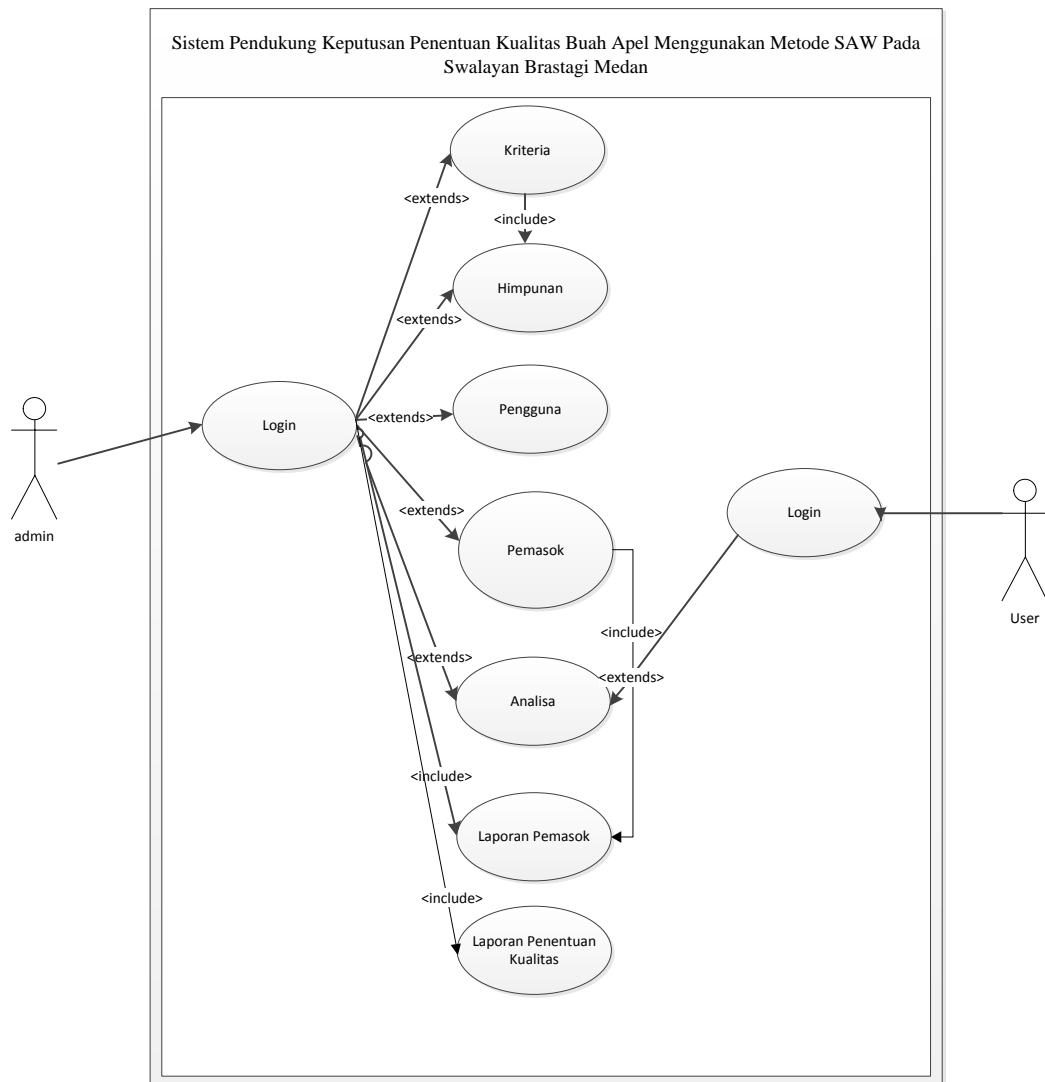 Sistem Pendukung Keputusan Penentuan Kualitas Buah Apel Menggunakan Metode SAW Pada
Swalayan Brastagi Medan
Kriteria
<extends>
<include>
Himpunan
<extends>
Pengguna
<extends>
Login
admin
<extends>
Pemasok
Login
User
<include>
<extends>
<extends>
Analisa
<include>
Laporan Pemasok
<include>
Laporan Penentuan
Kualitas